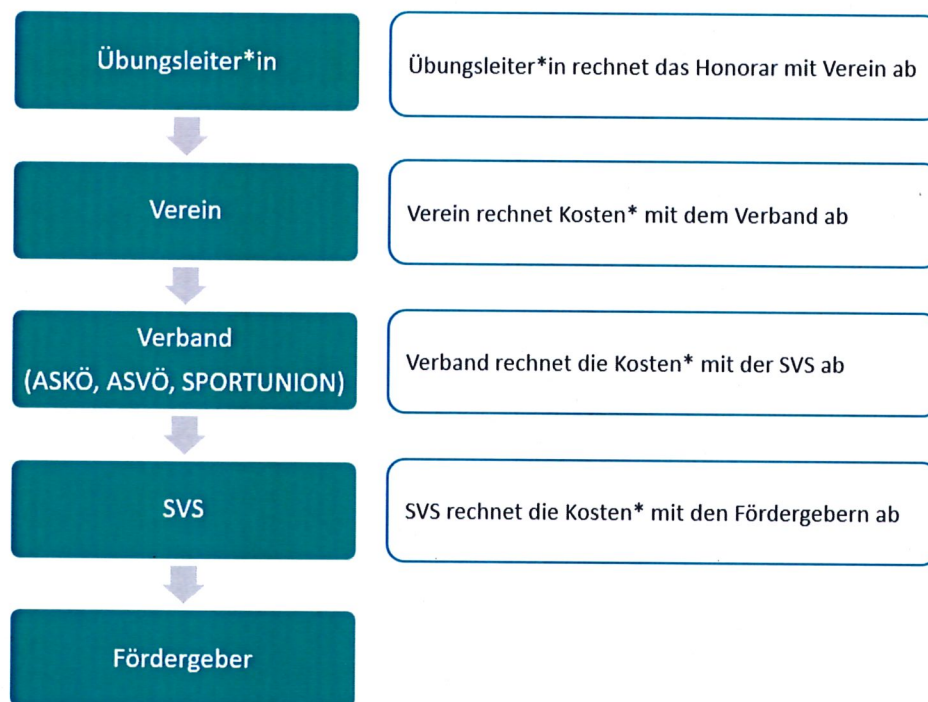 Übungsleiter*in
Übungsleiter*in rechnet das Honorar mit Verein ab
Verein
Verein rechnet Kosten* mit dem Verband ab
Verband
(ASKÖ, ASVÖ, SPORTUNION)
Verband rechnet die Kosten* mit der SVS ab
SVS
SVS rechnet die Kosten* mit den Fördergebern ab
Fördergeber